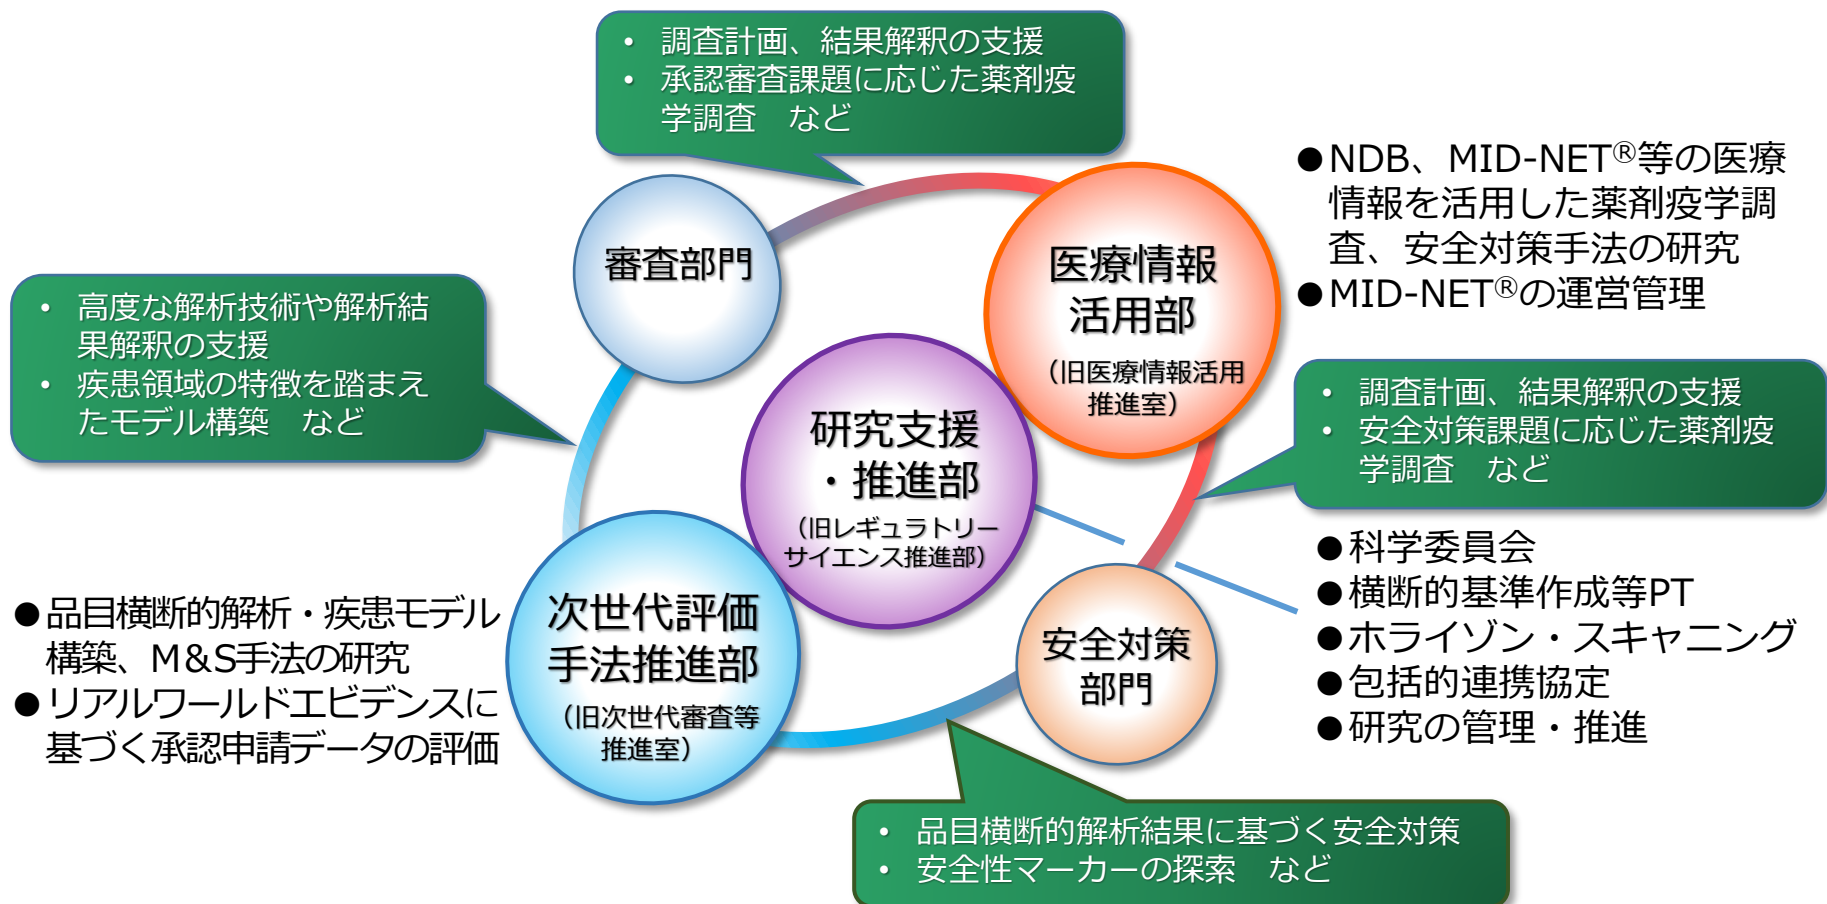 • 調査計画、結果解釈の支援
• 承認審査課題に応じた薬剤疫
学調査　など
●NDB、MID-NET®等の医療
情報を活用した薬剤疫学調
査、安全対策手法の研究
●MID-NET®の運営管理
審査部門
医療情報
活用部
（旧医療情報活用
推進室）
• 高度な解析技術や解析結
果解釈の支援
• 疾患領域の特徴を踏まえ
たモデル構築　など
研究支援
・推進部
（旧レギュラトリー
サイエンス推進部）
• 調査計画、結果解釈の支援
• 安全対策課題に応じた薬剤疫
学調査　など
●科学委員会
●横断的基準作成等PT
●ホライゾン・スキャニング
●包括的連携協定
●研究の管理・推進
●品目横断的解析・疾患モデル
構築、M&S手法の研究
●リアルワールドエビデンスに
基づく承認申請データの評価
次世代評価
手法推進部
（旧次世代審査等
推進室）
安全対策
部門
• 品目横断的解析結果に基づく安全対策
• 安全性マーカーの探索　など